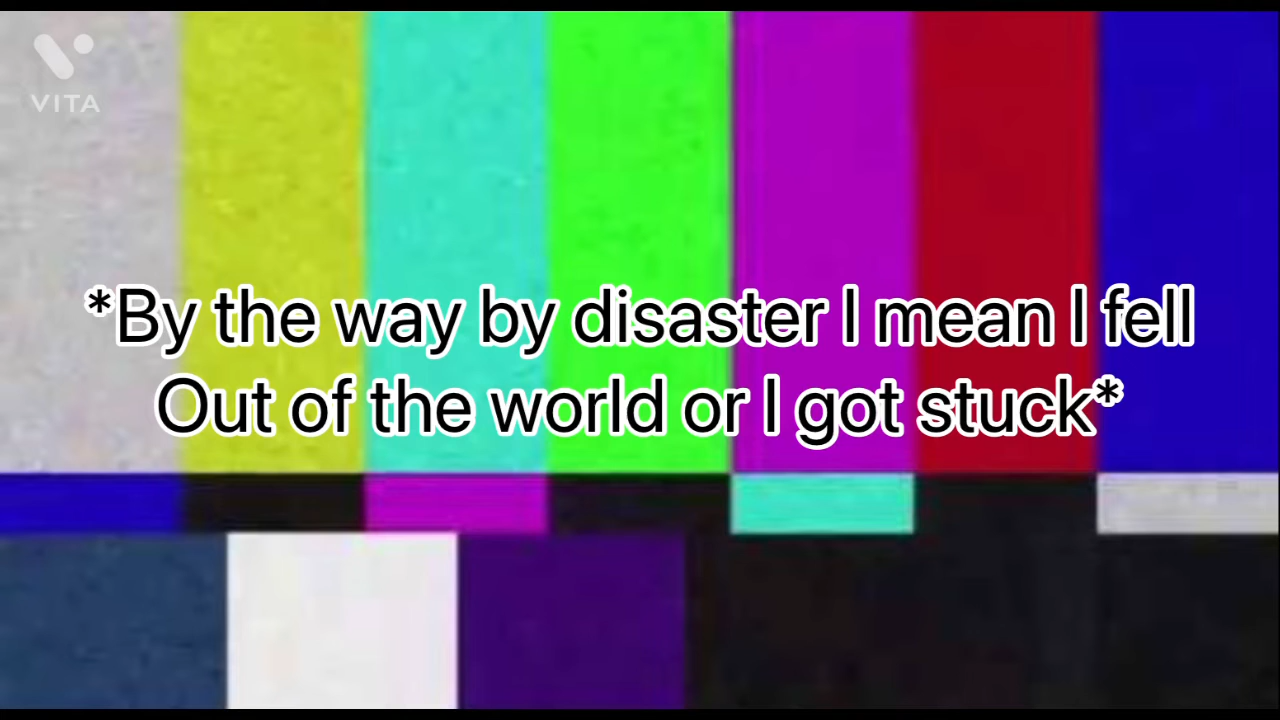 VITA
*By the way by disaster I mean I fell
Out of the world or I got stuck*